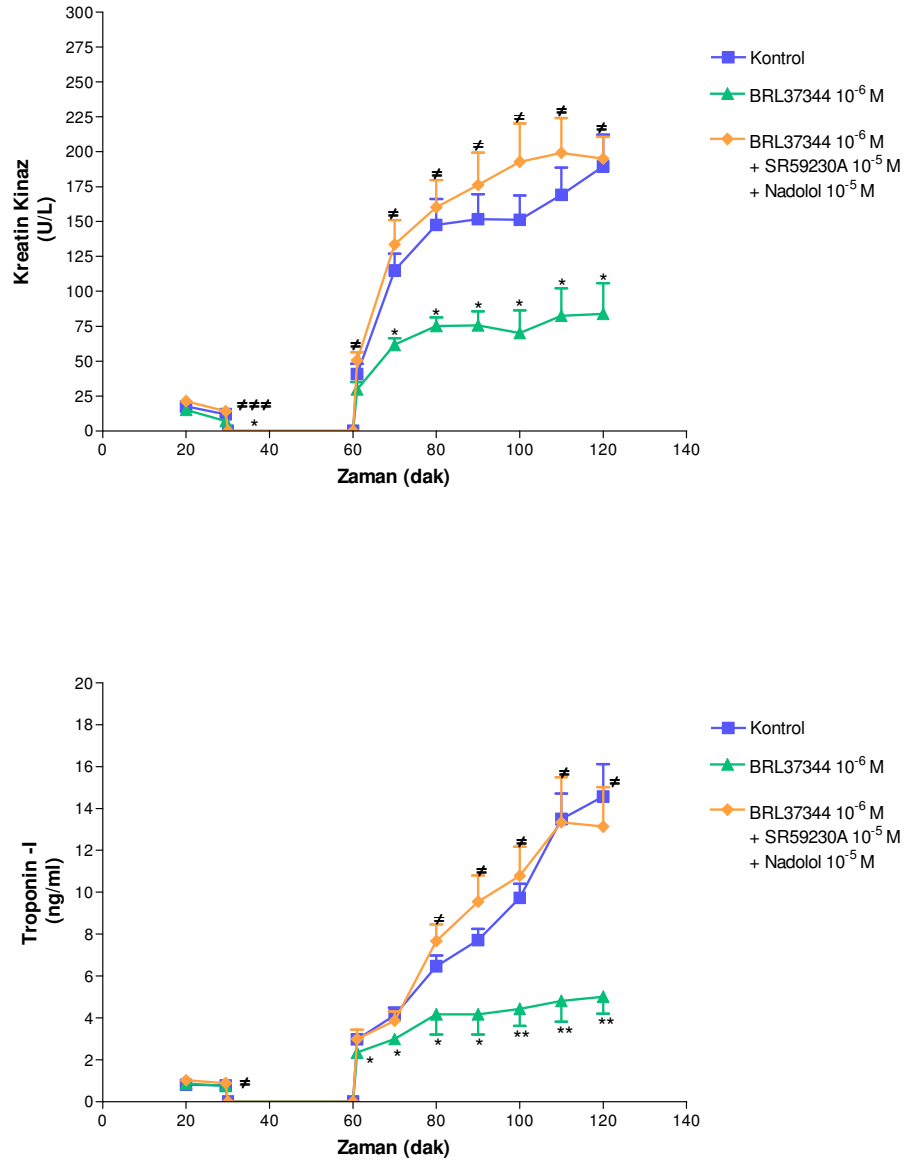 300
275
250
225
200
175
150
125
100
75
50
25
0
Kreatin Kinaz
(U/L)
≠ ≠ ≠ ≠ ≠ ≠ ≠ ≠
* * * * * *
≠≠≠
*
0 20 40 60 80 100 120 140
Zaman (dak)
Kontrol
BRL37344 10⁻⁶ M
BRL37344 10⁻⁶
+ SR59230A 10⁻⁵ M
+ Nadolol 10⁻⁵ M
20
18
16
14
12
10
8
6
4
2
0
Troponin -I
(ng/ml)
≠ ≠ ≠ ≠ ≠ ≠
* * * * ** ** **
0 20 40 60 80 100 120 140
Zaman (dak)
Kontrol
BRL37344 10⁻⁶ M
BRL37344 10⁻⁶
+ SR59230A 10⁻⁵ M
+ Nadolol 10⁻⁵ M